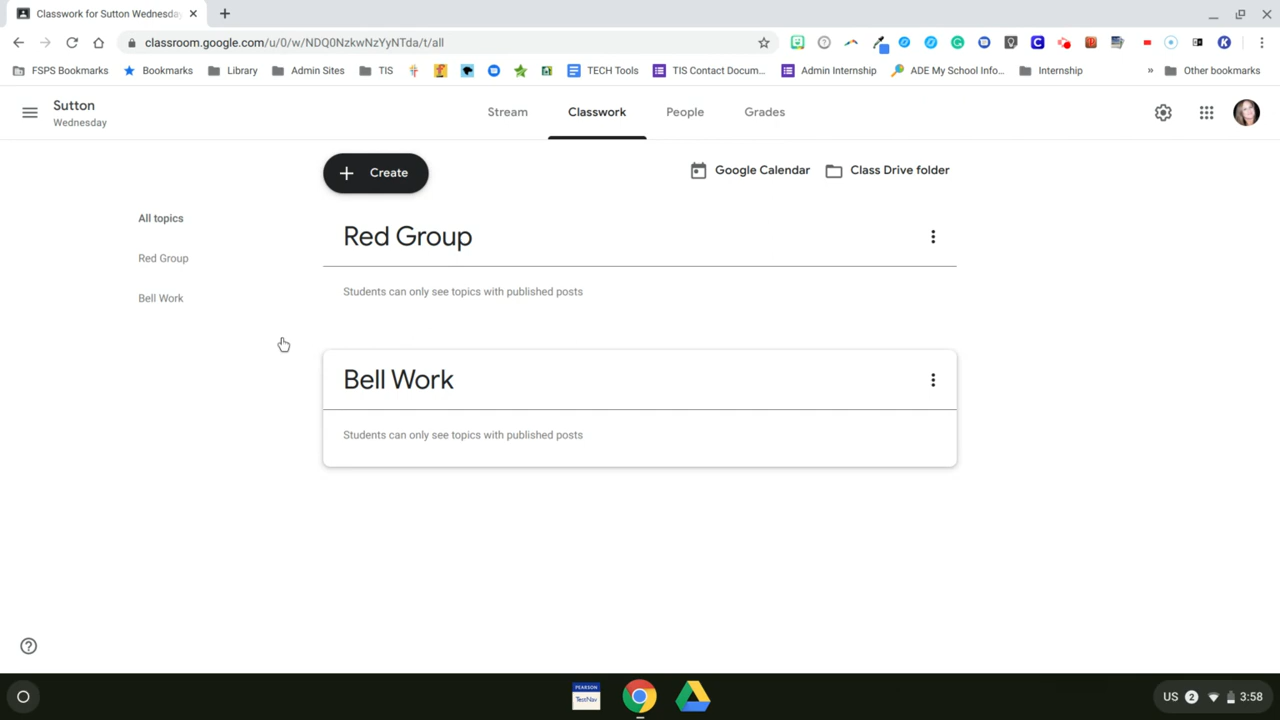 Classwork for Sutton Wednesda
classroom.google.com/u/0/w/NDQ0NzkwNzYyNTda/t/all
FSPS Bookmarks
Bookmarks
Library
Admin Sites
TIS
TECH Tools
TIS Contact Docum...
Admin Internship
ADE My School Info...
Internship
»
Other bookmarks
Sutton
Wednesday
Stream
Classwork
People
Grades
+ Create
Google Calendar
Class Drive folder
All topics
Red Group
Bell Work
Red Group
Students can only see topics with published posts
Bell Work
Students can only see topics with published posts
PEARSON
TestNav
US 2 3:58